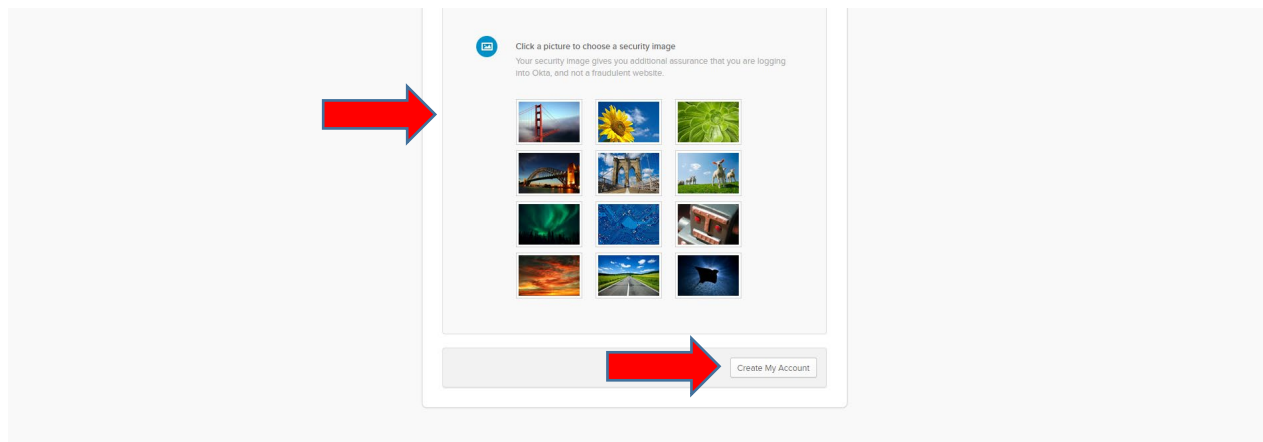 Click a picture to choose a security image
Your security image gives you additional assurance that you are logging
into Okta, and not a fraudulent website.
Create My Account